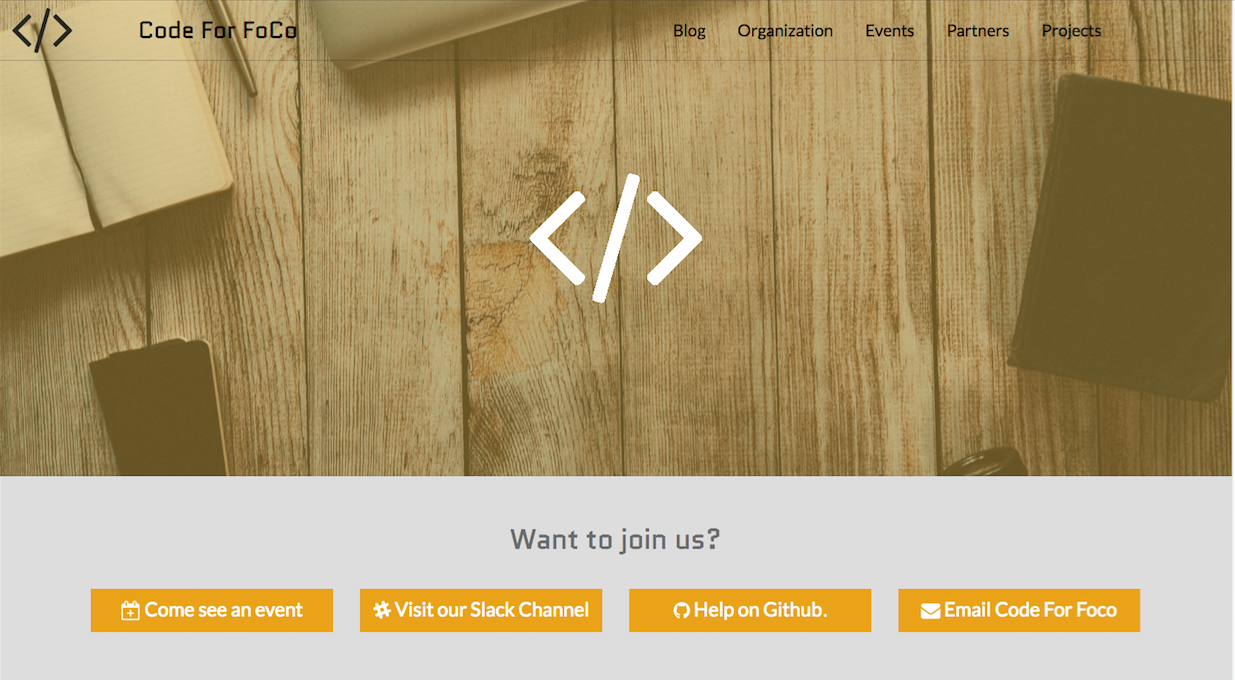 </> Code For FoCo Blog Organization Events Partners Projects
</>
Want to join us?
Come see an event Visit our Slack Channel Help on Github. Email Code For Foco